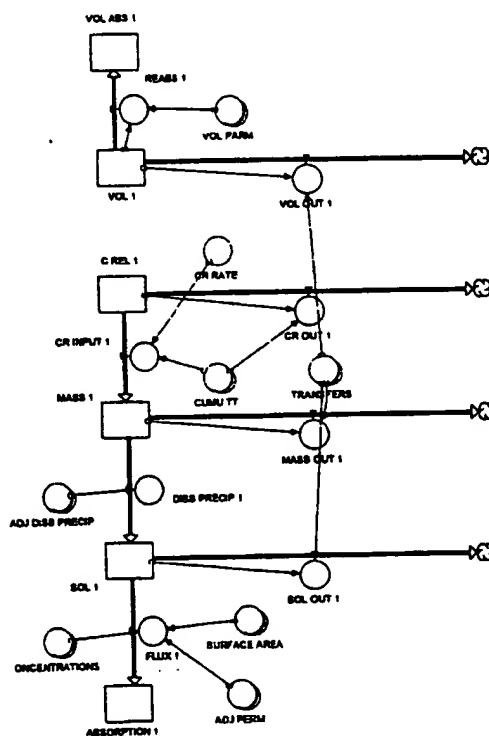 VOL ABS 1
REABS 1
VOL PARM
VOL 1
VOL OUT 1
CR RATE
C REL 1
CR OUT 1
CR INPUT 1
CUMU TT
TRANSFERS
MASS 1
MASS OUT 1
DISS PRECIP 1
ADJ DISS PRECIP
SOL 1
SOL OUT 1
SURFACE AREA
ONCENTRATIONS
FLUX 1
ADJ PERM
ABSORPTION 1